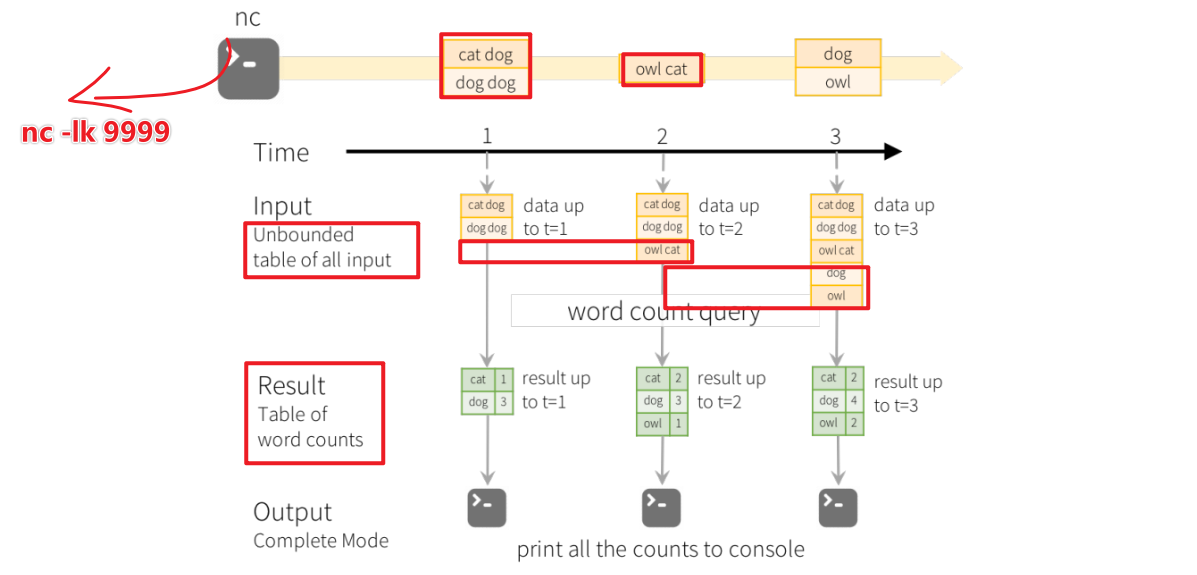 nc
cat dog
dog dog
owl cat
dog
owl
nc -lk 9999
Time
1
2
3
Input
Unbounded
table of all input
cat dog
dog dog
data up
to t=1
cat dog
dog dog
owl cat
data up
to t=2
cat dog
dog dog
owl cat
dog
owl
data up
to t=3
word count query
Result
Table of
word counts
cat 1
dog 3
result up
to t=1
cat 2
dog 3
owl 1
result up
to t=2
cat 2
dog 4
owl 2
result up
to t=3
Output
Complete Mode
print all the counts to console